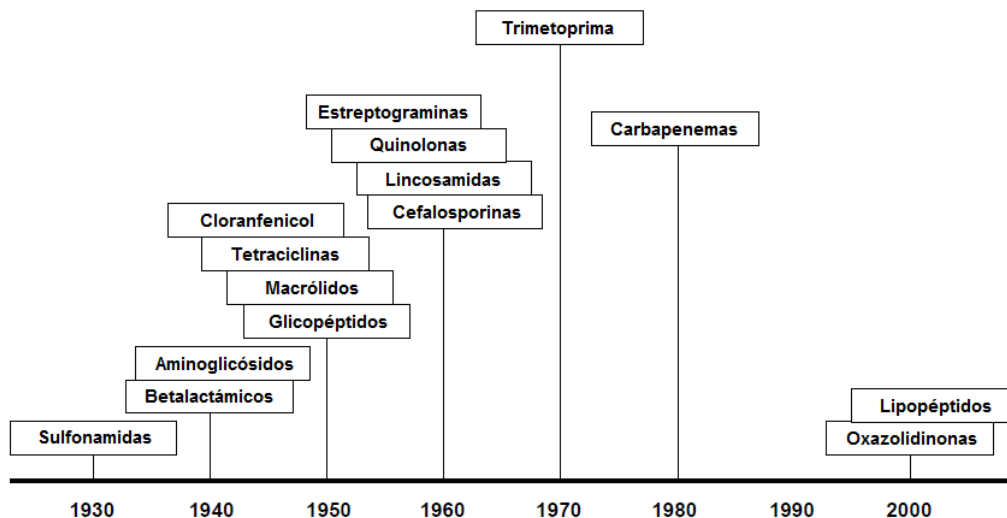 Trimetoprima
Estreptograminas
Carbapenemas
Quinolonas
Lincosamidas
Cefalosporinas
Cloranfenicol
Tetraciclinas
Macrólidos
Glicopéptidos
Aminoglicósidos
Betalactámicos
Lipopéptidos
Sulfonamidas
Oxazolidinonas
1930 1940 1950 1960 1970 1980 1990 2000